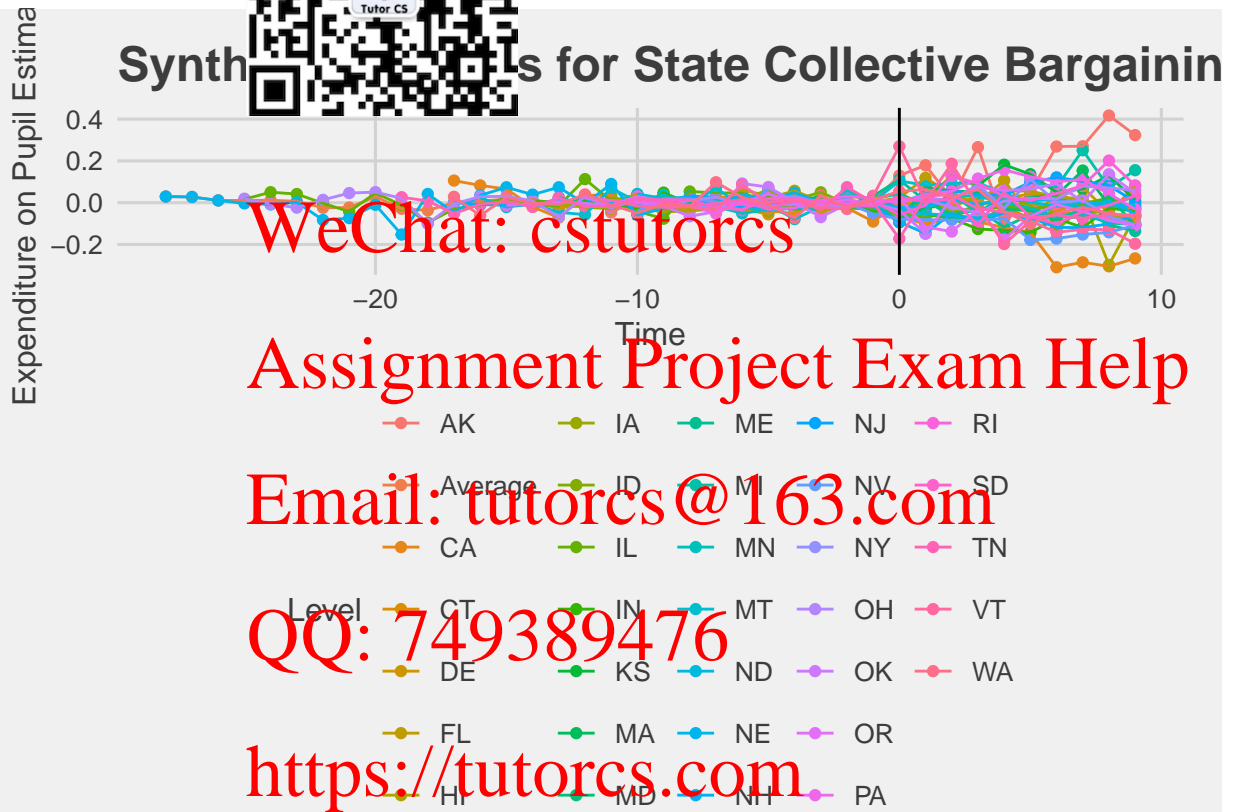 Tutor CS
Synth s for State Collective Bargainin
Expenditure on Pupil Estima
0.4
0.2
0.0
−0.2
WeChat: cstutorcs
−20 −10 0 10
Time
Assignment Project Exam Help
AK IA ME NJ RI
Average ID MI NV SD
Email: tutorcs@163.com
CA IL MN NY TN
Level CT IN MT OH VT
QQ: 749389476
DE KS ND OK WA
FL MA NE OR
https://tutorcs.com
HI MD NH PA